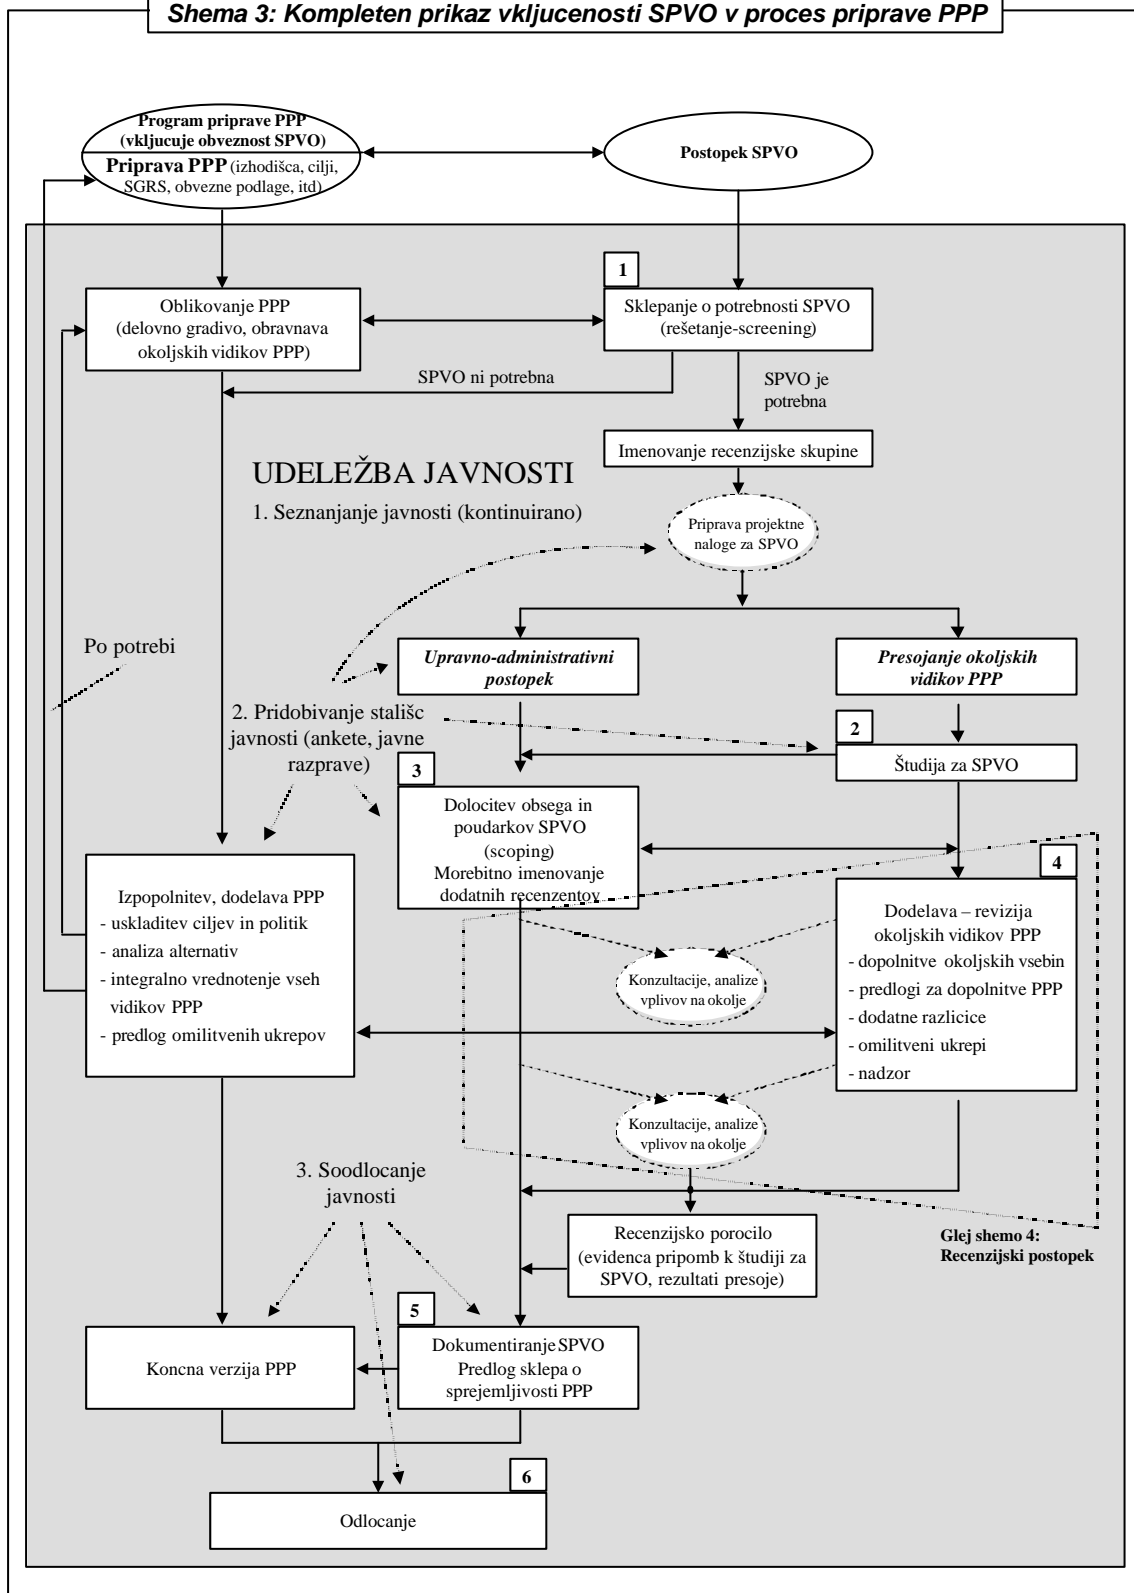 Shema 3: Kompleten prikaz vkljucenosti SPVO v proces priprave PPP
Program priprave PPP
(vkljucuje obveznost SPVO)
Priprava PPP (izhodišca, cilji,
SGRS, obvezne podlage, itd)
Postopek SPVO
1
Oblikovanje PPP
(delovno gradivo, obravnava
okoljskih vidikov PPP)
Sklepanje o potrebnosti SPVO
(rešetanje-screening)
SPVO ni potrebna
SPVO je
potrebna
Imenovanje recenzijske skupine
UDELEŽBA JAVNOSTI
1. Seznanjanje javnosti (kontinuirano)
Priprava projektne
naloge za SPVO
Po potrebi
Upravno-administrativni
postopek
Presojanje okoljskih
vidikov PPP
2. Pridobivanje stališc
javnosti (ankete, javne
razprave)
2
Študija za SPVO
3
Dolocitev obsega in
poudarkov SPVO
(scoping)
Morebitno imenovanje
dodatnih recenzentov
4
Izpopolnitev, dodelava PPP
- uskladitev ciljev in politik
- analiza alternativ
- integralno vrednotenje vseh
vidikov PPP
- predlog omilitvenih ukrepov
Dodelava – revizija
okoljskih vidikov PPP
- dopolnitve okoljskih vsebin
- predlogi za dopolnitve PPP
- dodatne razlicice
- omilitveni ukrepi
- nadzor
Konzultacije, analize
vplivov na okolje
Konzultacije, analize
vplivov na okolje
3. Soodlocanje
javnosti
Recenzijsko porocilo
(evidenca pripomb k študiji za
SPVO, rezultati presoje)
Glej shemo 4:
Recenzijski postopek
5
Koncna verzija PPP
Dokumentiranje SPVO
Predlog sklepa o
sprejemljivosti PPP
6
Odlocanje